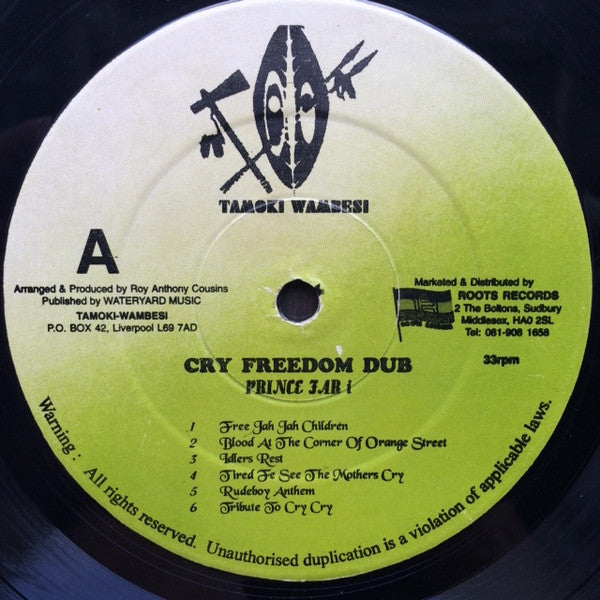 TAMOKI WAMBESI
A
Arranged & Produced by Roy Anthony Cousins
Published by WATERYARD MUSIC
TAMOKI-WAMBESI
P.O. BOX 42, Liverpool L69 7AD
Marketed & Distributed by
ROOTS RECORDS
2 The Boltons, Sudbury
Middlesex, HA0 2SL
Tel: 081-908 1658
33rpm
CRY FREEDOM DUB
PRINCE FAR I
1 Free Jah Jah Children
2 Blood At The Corner Of Orange Street
3 Idlers Rest
4 Tired Fe See The Mothers Cry
5 Rudeboy Anthem
6 Tribute To Cry Cry
Warning : All rights reserved. Unauthorised duplication is a violation of applicable laws.